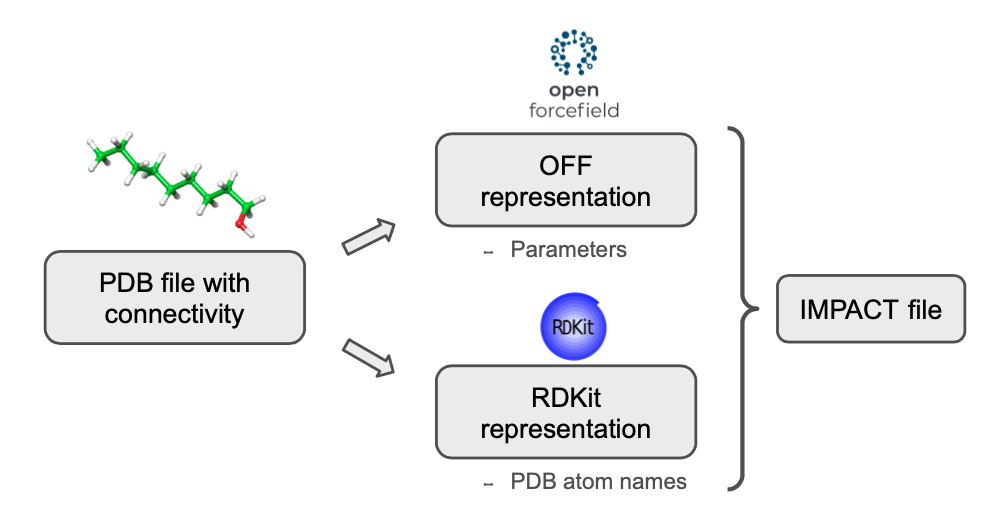 open
forcefield
OFF
representation
- Parameters
PDB file with
connectivity
IMPACT file
RDKit
RDKit
representation
- PDB atom names